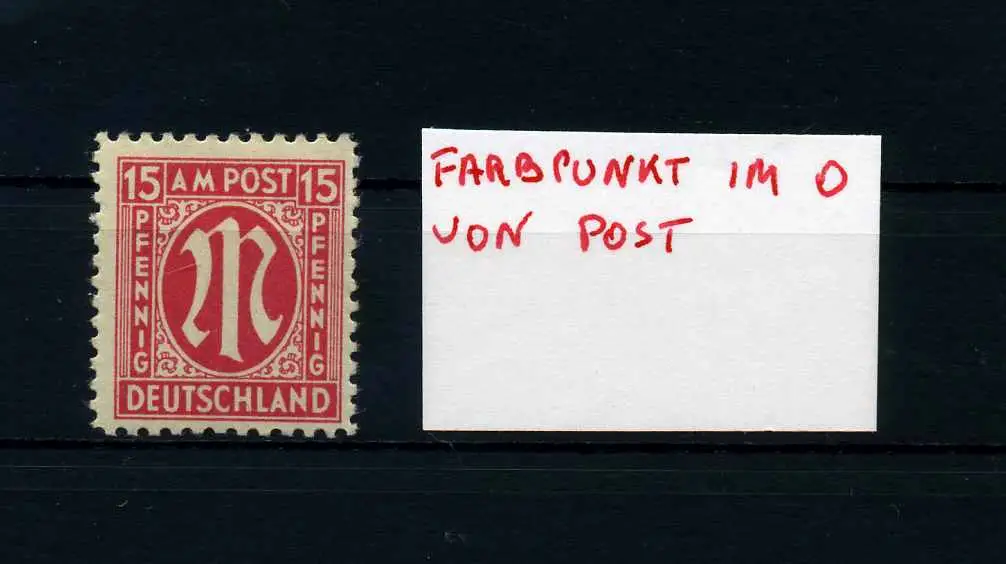 15 AM POST 15
PFENNIG
M
PFENNIG
DEUTSCHLAND
FARBPUNKT IM O
VON POST